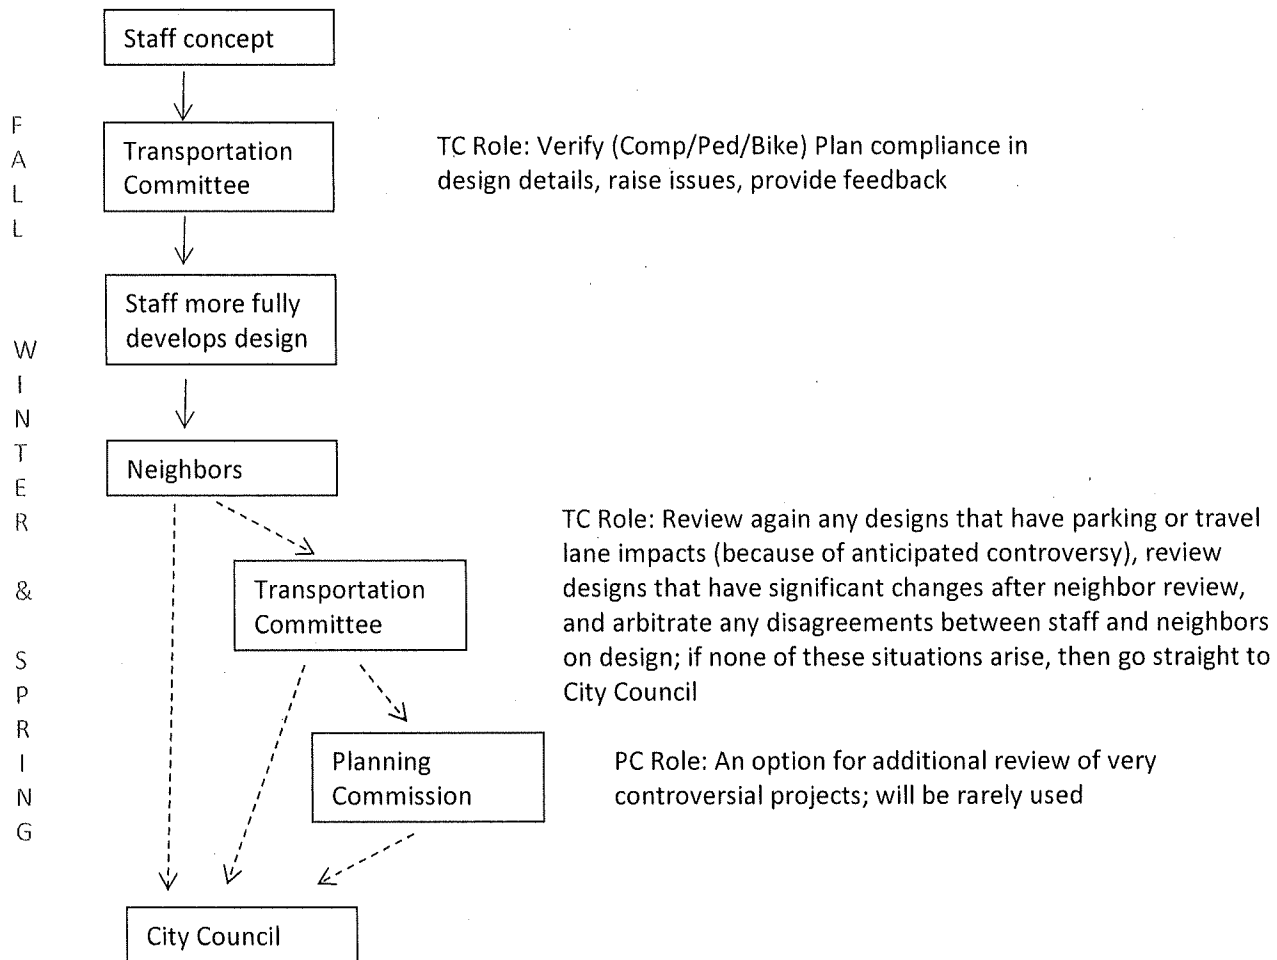 Staff concept
FALL
Transportation
Committee
TC Role: Verify (Comp/Ped/Bike) Plan compliance in
design details, raise issues, provide feedback
Staff more fully
develops design
WINTER & SPRING
Neighbors
TC Role: Review again any designs that have parking or travel
lane impacts (because of anticipated controversy), review
designs that have significant changes after neighbor review,
and arbitrate any disagreements between staff and neighbors
on design; if none of these situations arise, then go straight to
City Council
Transportation
Committee
Planning
Commission
PC Role: An option for additional review of very
controversial projects; will be rarely used
City Council